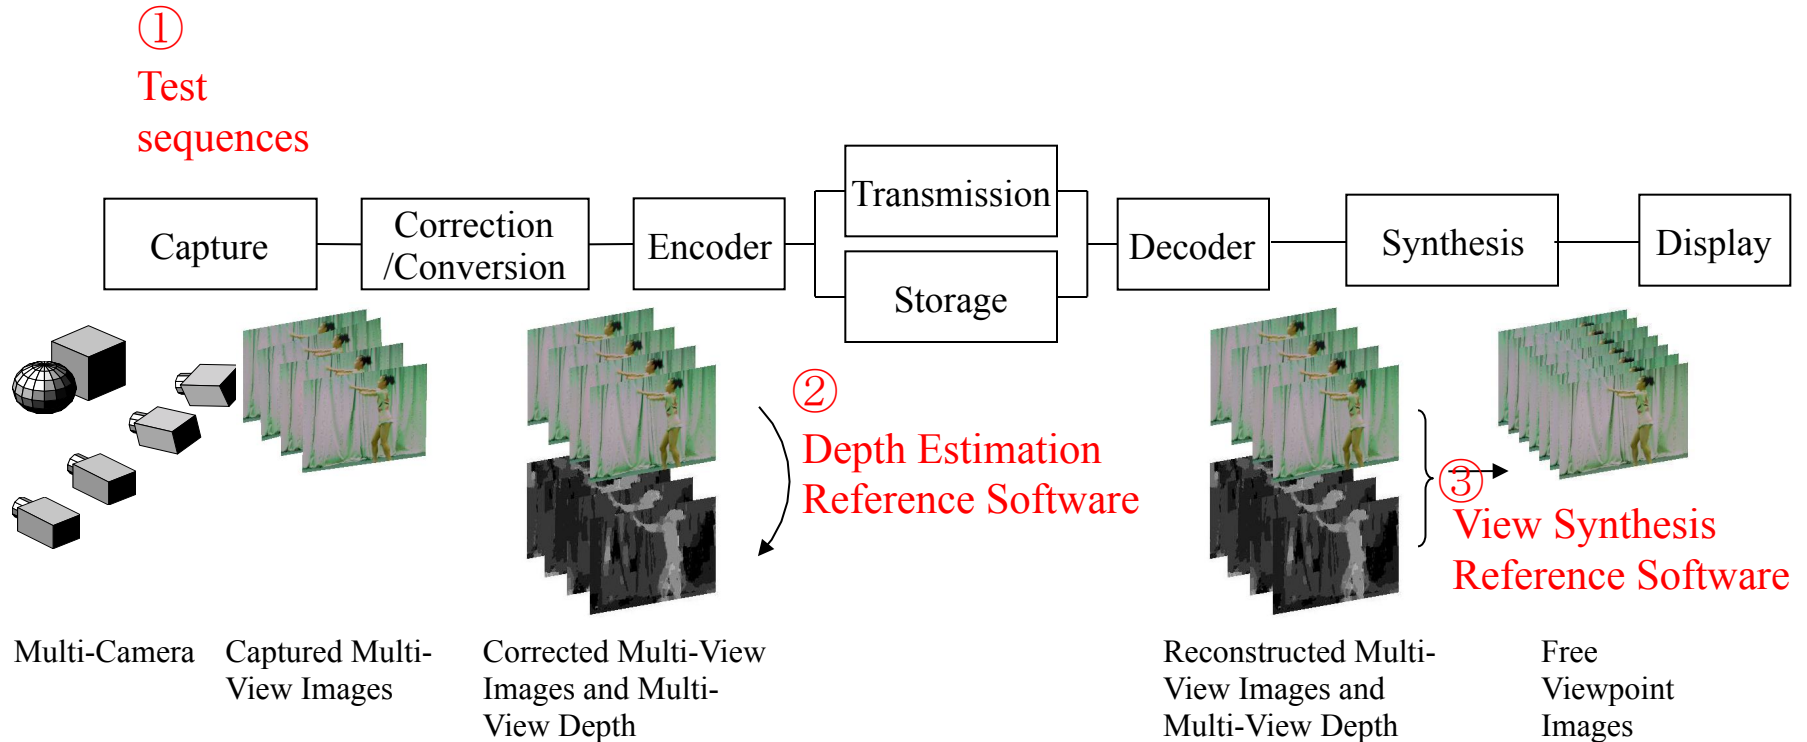 ①
Test
sequences
Capture
Correction
/Conversion
Encoder
Transmission
Storage
Decoder
Synthesis
Display
②
Depth Estimation
Reference Software
③
View Synthesis
Reference Software
Multi-Camera
Captured Multi-
View Images
Corrected Multi-View
Images and Multi-
View Depth
Reconstructed Multi-
View Images and
Multi-View Depth
Free
Viewpoint
Images